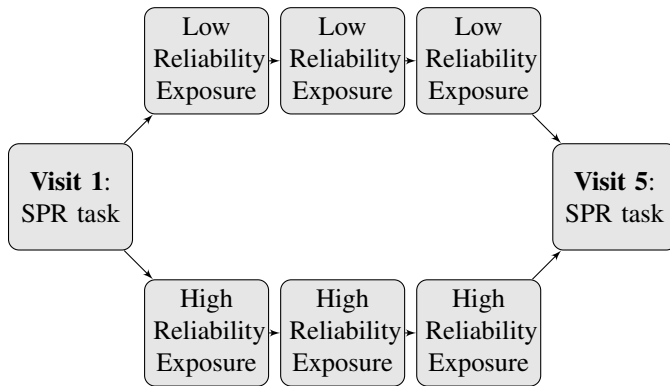 Low
Reliability
Exposure
Low
Reliability
Exposure
Low
Reliability
Exposure
Visit 1:
SPR task
Visit 5:
SPR task
High
Reliability
Exposure
High
Reliability
Exposure
High
Reliability
Exposure